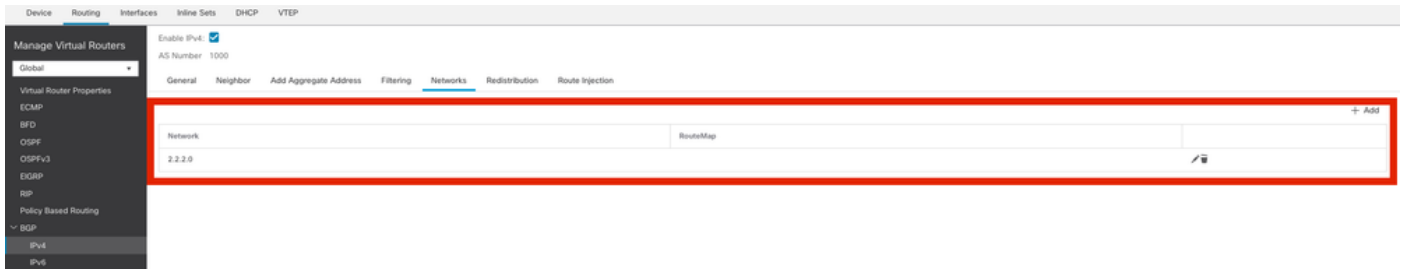 Device Routing Interfaces Inline Sets DHCP VTEP
Manage Virtual Routers
Global
Virtual Router Properties
ECMP
BFD
OSPF
OSPFv3
EIGRP
RIP
Policy Based Routing
BGP
IPv4
IPv6
Enable IPv4:
AS Number 1000
General Neighbor Add Aggregate Address Filtering Networks Redistribution Route Injection
+ Add
Network RouteMap
2.2.2.0